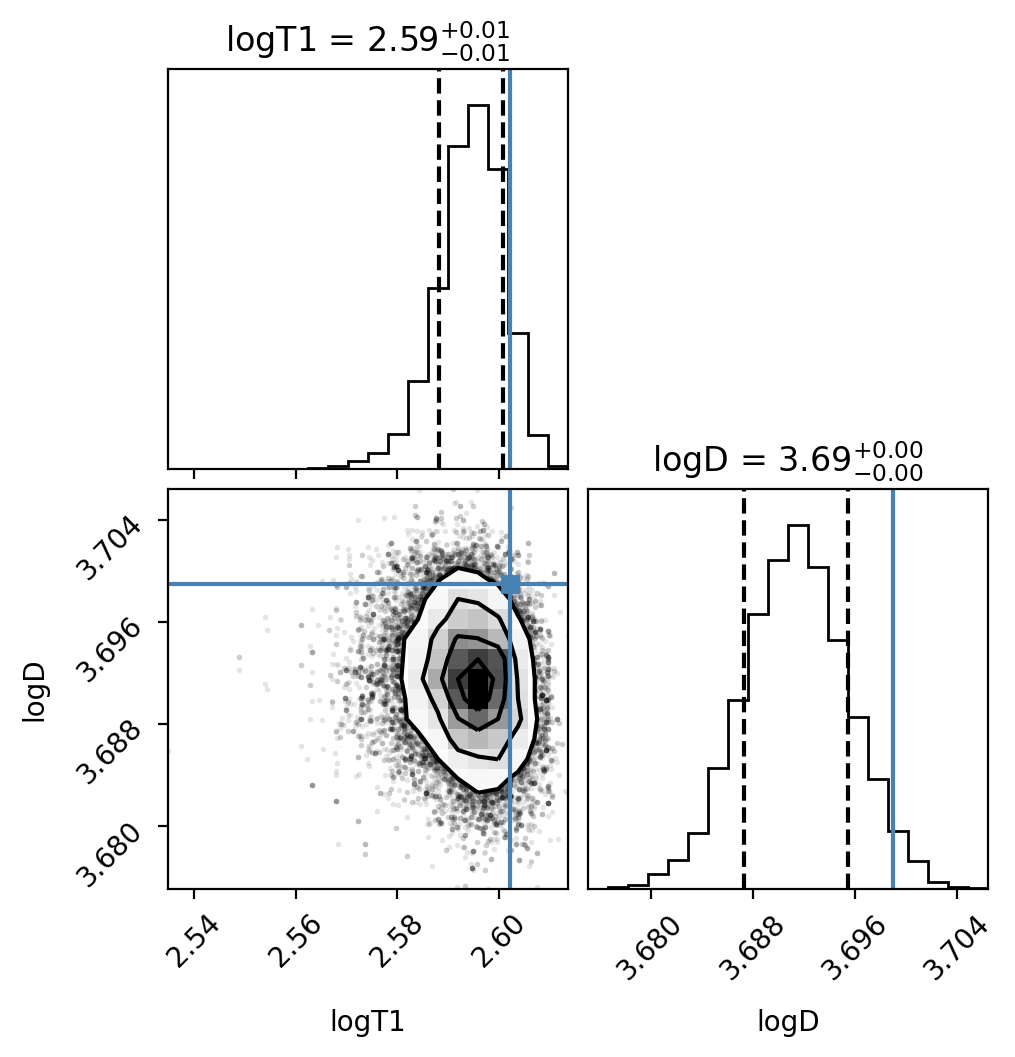 logT1 = 2.59+0.01 −0.01
logD = 3.69+0.00 −0.00
logD
3.704
3.696
3.688
3.680
2.54 2.56 2.58 2.60
3.680 3.688 3.696 3.704
logT1
logD